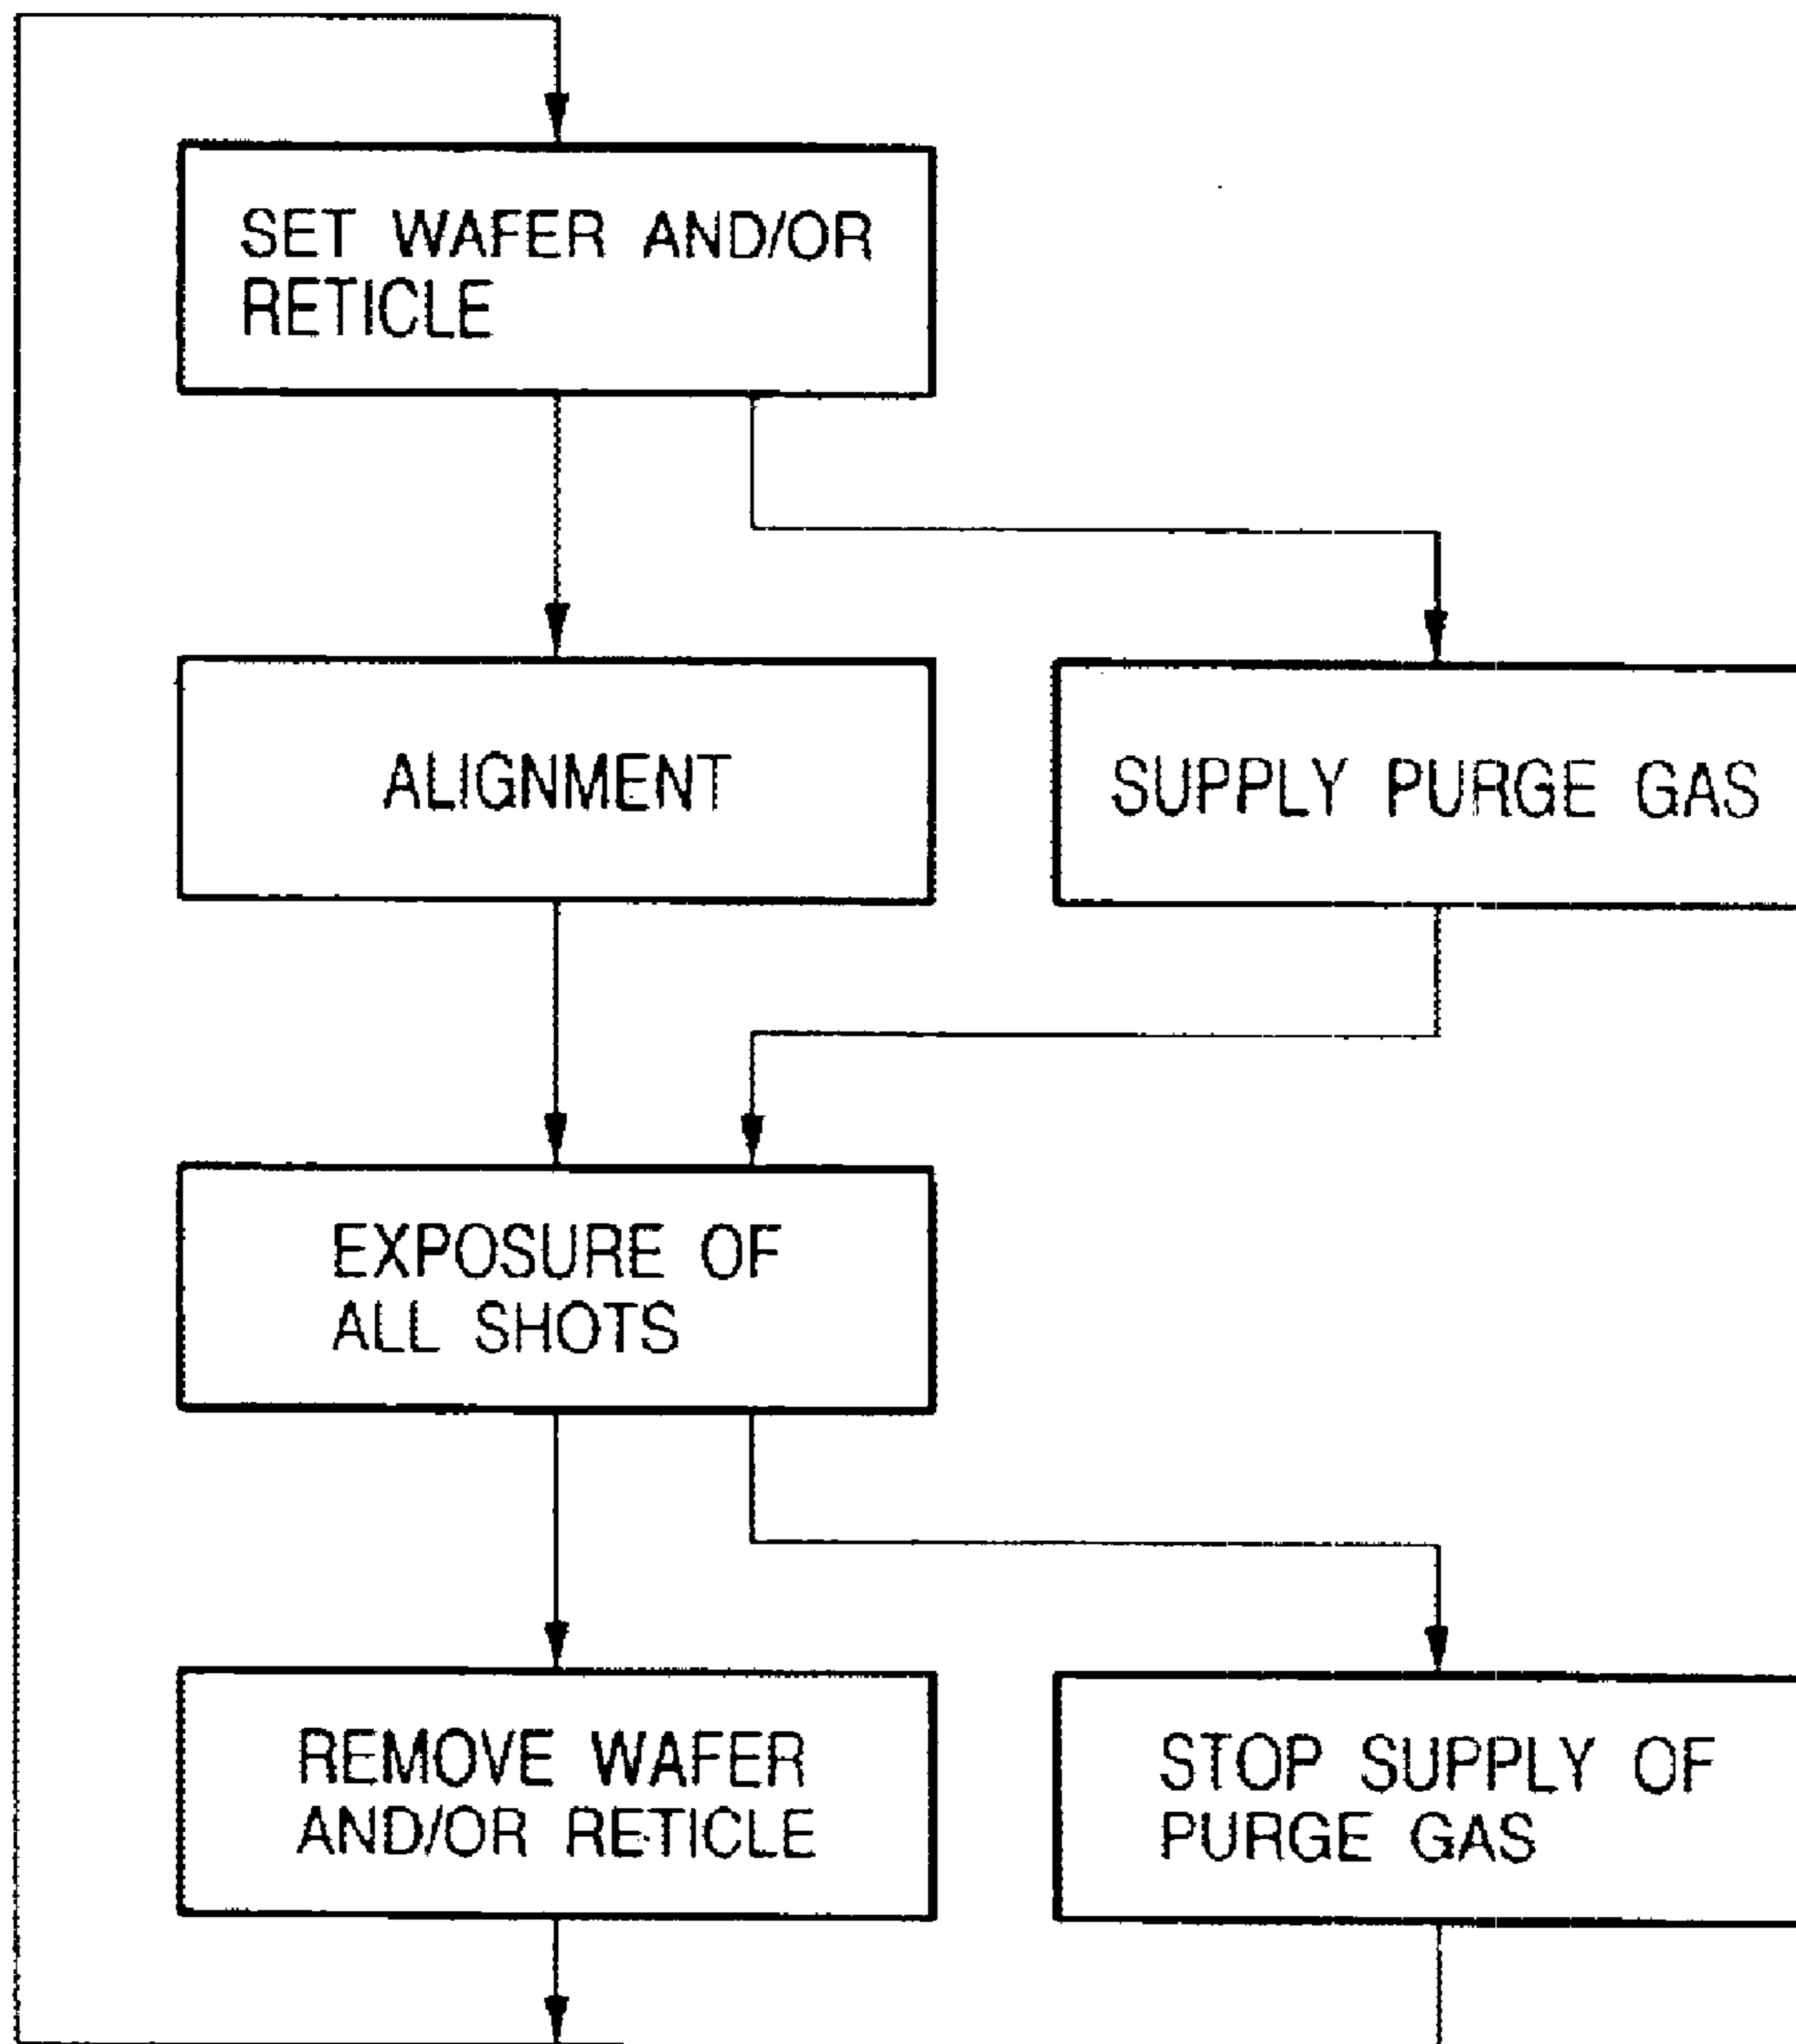 SET WAFER AND/OR
RETICLE
ALIGNMENT
SUPPLY PURGE GAS
EXPOSURE OF
ALL SHOTS
REMOVE WAFER
AND/OR RETICLE
STOP SUPPLY OF
PURGE GAS